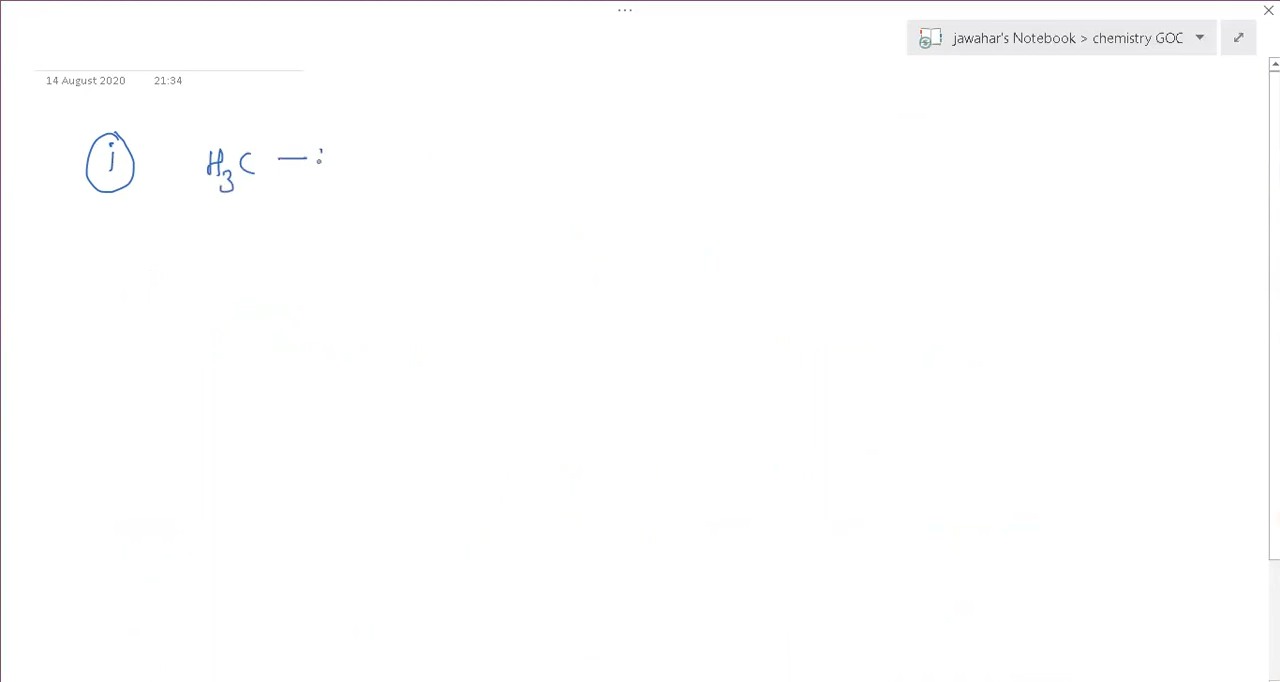 ...
jawahar's Notebook > chemistry GOC
14 August 2020 21:34
i H₃C —